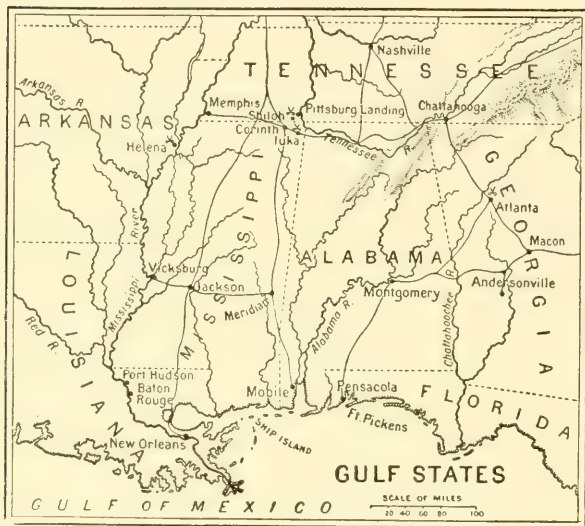 Nashville
TENNESSEE
Arkansas R.
Memphis
Shiloh
Pittsburg Landing
Chattanooga
ARKANSAS
Corinth
Iuka
Tennessee R.
Helena
GEORGIA
Atlanta
Mississippi River
MISSISSIPPI
LOUISIANA
ALABAMA
Macon
Vicksburg
Jackson
Meridian
Montgomery
Andersonville
Alabama R.
Chattahoochee R.
Red R.
Port Hudson
Baton
Rouge
Mobile
Pensacola
FLORIDA
Ft. Pickens
New Orleans
SHIP ISLAND
GULF STATES
GULF OF MEXICO
SCALE OF MILES
20 40 60 80 100